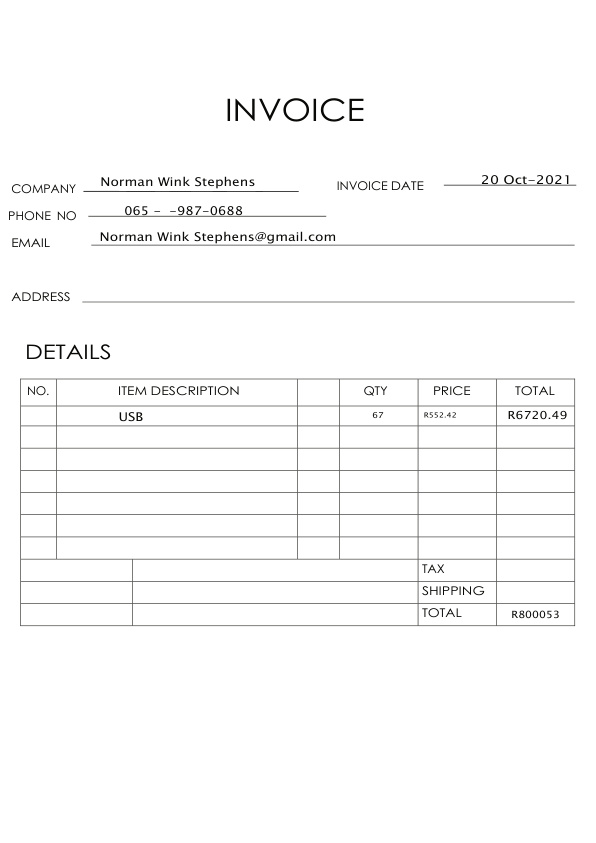 INVOICE
COMPANY Norman Wink Stephens INVOICE DATE 20 Oct-2021
PHONE NO 065 - -987-0688
EMAIL Norman Wink Stephens@gmail.com
ADDRESS
DETAILS
NO. ITEM DESCRIPTION QTY PRICE TOTAL
USB 67 R552.42 R6720.49
TAX
SHIPPING
TOTAL R800053